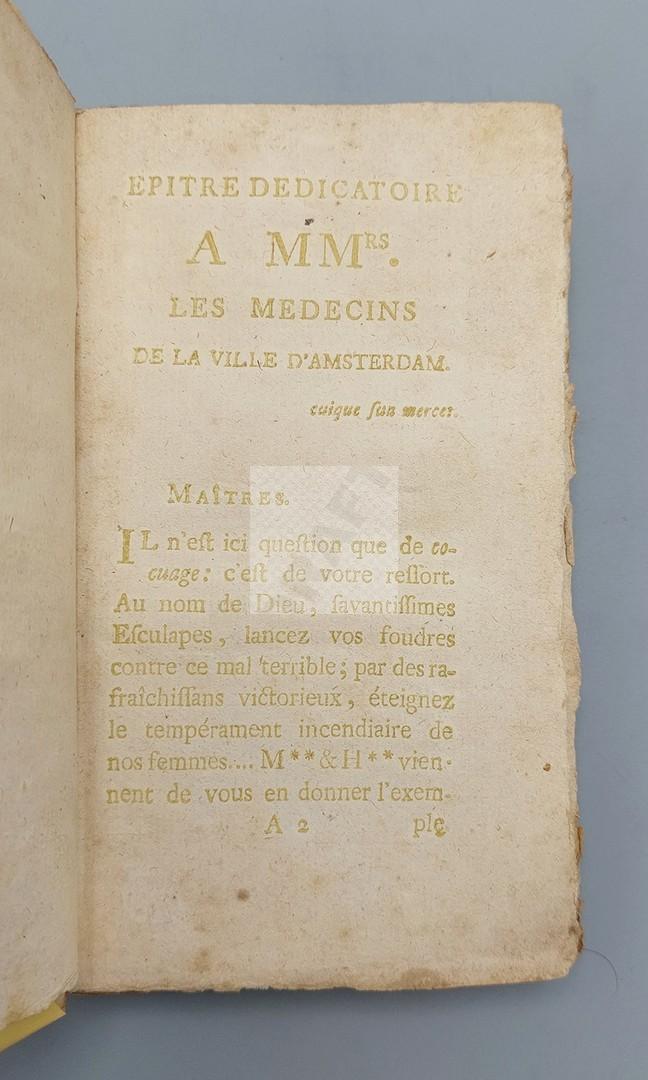 EPITRE DEDICATOIRE
A MMRS.
LES MEDECINS
DE LA VILLE D'AMSTERDAM.
cuique ſua merces.
MAÎTRES.
IL n'eſt ici queſtion que de co-
cuage: c'eſt de votre reſſort.
Au nom de Dieu, ſavantiſſimes
Eſculapes, lancez vos foudres
contre ce mal terrible; par des ra-
fraîchiſſans victorieux, éteignez
le tempérament incendiaire de
nos femmes.... M**&H**vien-
nent de vous en donner l'exem-
A 2 ple